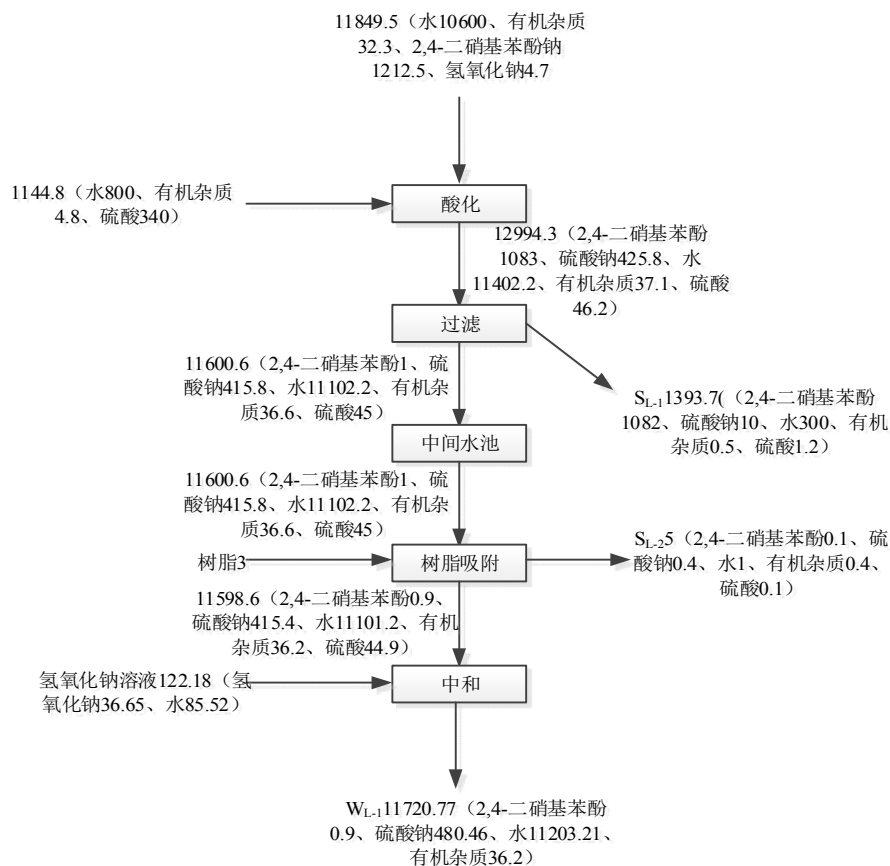 11849.5（水10600、有机杂质
32.3、2,4-二硝基苯酚钠
1212.5、氢氧化钠4.7
1144.8（水800、有机杂质
4.8、硫酸340）
酸化
12994.3（2,4-二硝基苯酚
1083、硫酸钠425.8、水
11402.2、有机杂质37.1、硫酸
46.2）
过滤
11600.6（2,4-二硝基苯酚1、硫
酸钠415.8、水11102.2、有机杂
质36.6、硫酸45）
SL-11393.7(（2,4-二硝基苯酚
1082、硫酸钠10、水300、有机
杂质0.5、硫酸1.2）
中间水池
11600.6（2,4-二硝基苯酚1、硫
酸钠415.8、水11102.2、有机杂
质36.6、硫酸45）
树脂3
树脂吸附
SL-25（2,4-二硝基苯酚0.1、硫
酸钠0.4、水1、有机杂质0.4、
硫酸0.1）
11598.6（2,4-二硝基苯酚0.9、
硫酸钠415.4、水11101.2、有机
杂质36.2、硫酸44.9）
氢氧化钠溶液122.18（氢
氧化钠36.65、水85.52）
中和
WL-111720.77（2,4-二硝基苯酚
0.9、硫酸钠480.46、水11203.21、
有机杂质36.2）